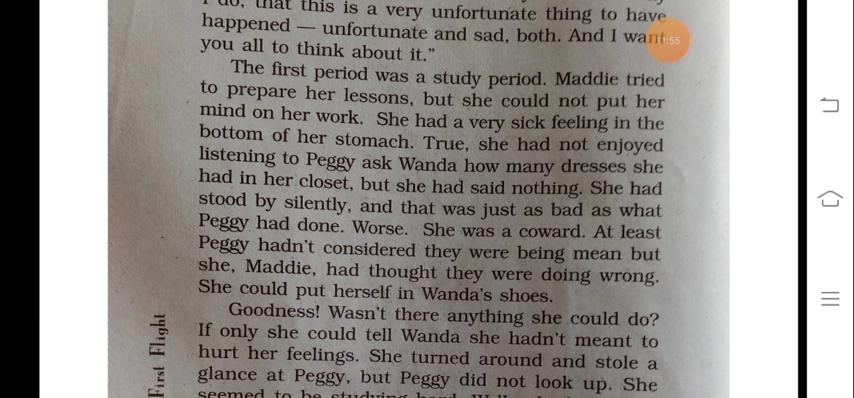 I do, that this is a very unfortunate thing to have
happened — unfortunate and sad, both. And I want
you all to think about it.”
The first period was a study period. Maddie tried
to prepare her lessons, but she could not put her
mind on her work. She had a very sick feeling in the
bottom of her stomach. True, she had not enjoyed
listening to Peggy ask Wanda how many dresses she
had in her closet, but she had said nothing. She had
stood by silently, and that was just as bad as what
Peggy had done. Worse. She was a coward. At least
Peggy hadn’t considered they were being mean but
she, Maddie, had thought they were doing wrong.
She could put herself in Wanda’s shoes.
Goodness! Wasn’t there anything she could do?
If only she could tell Wanda she hadn’t meant to
hurt her feelings. She turned around and stole a
glance at Peggy, but Peggy did not look up. She
seemed to be studying hard.
First Flight
1:55